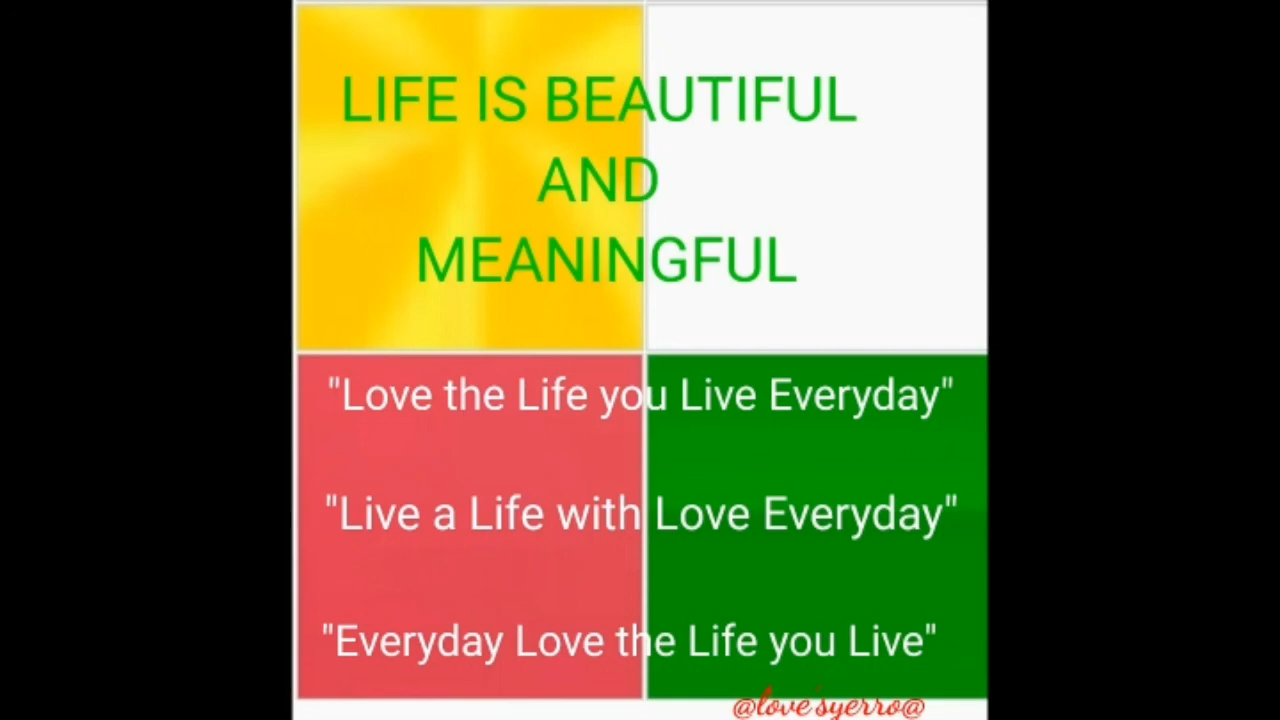 LIFE IS BEAUTIFUL
AND
MEANINGFUL
"Love the Life you Live Everyday"
"Live a Life with Love Everyday"
"Everyday Love the Life you Live"
@love'syerro@